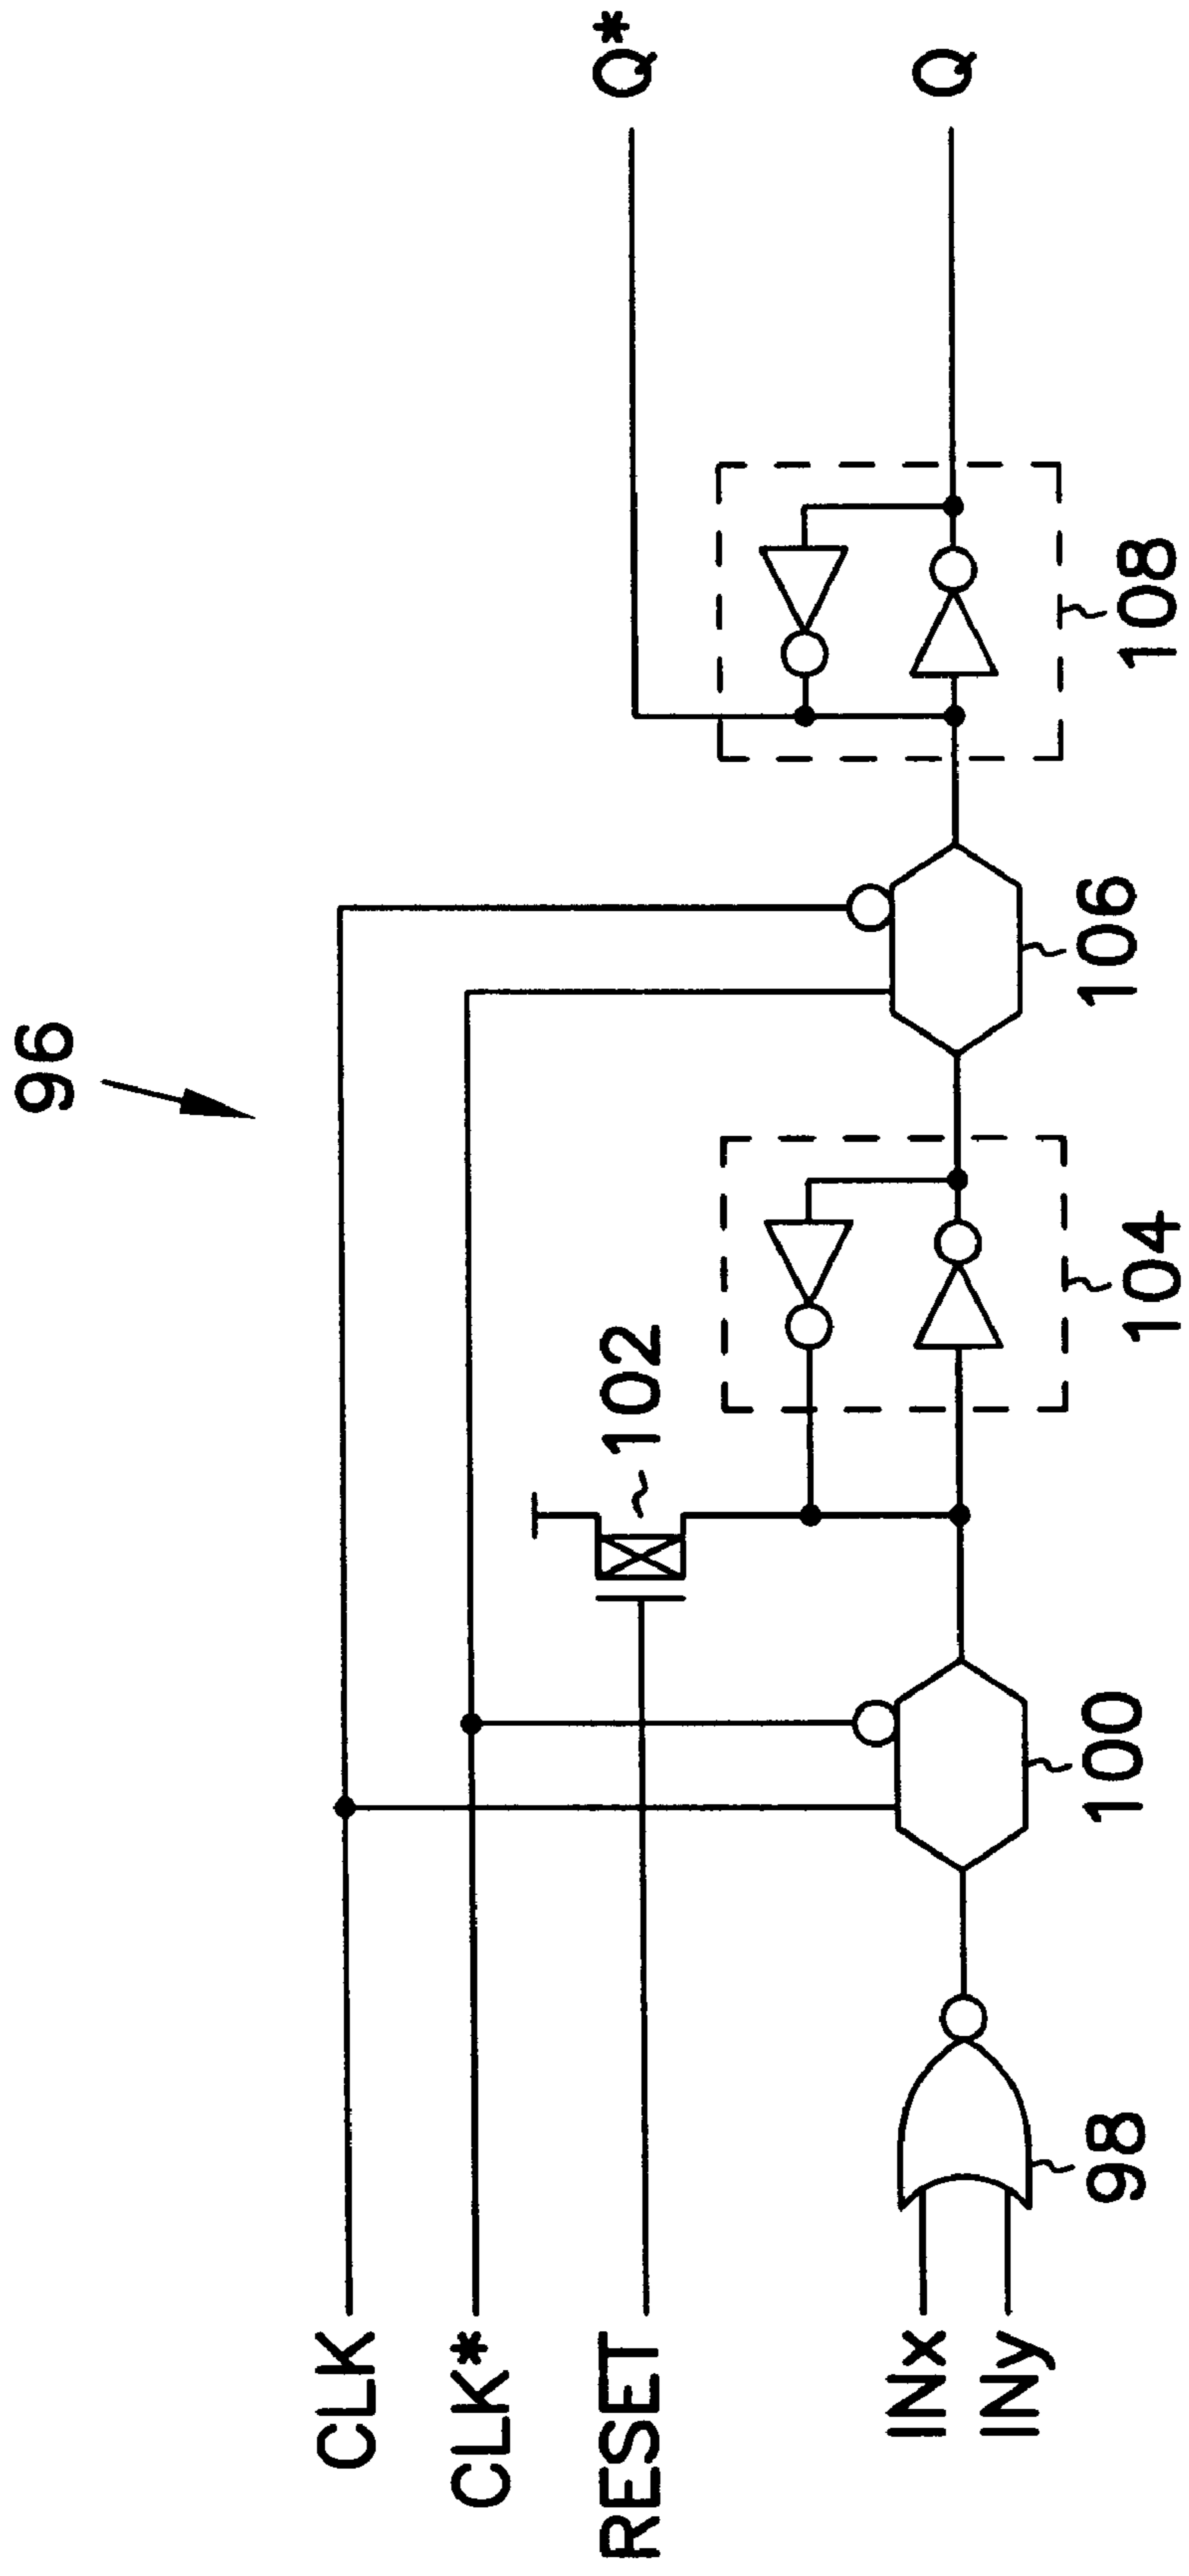 96
CLK
CLK*
RESET
INx
INy
98
100
102
104
106
108
Q*
Q